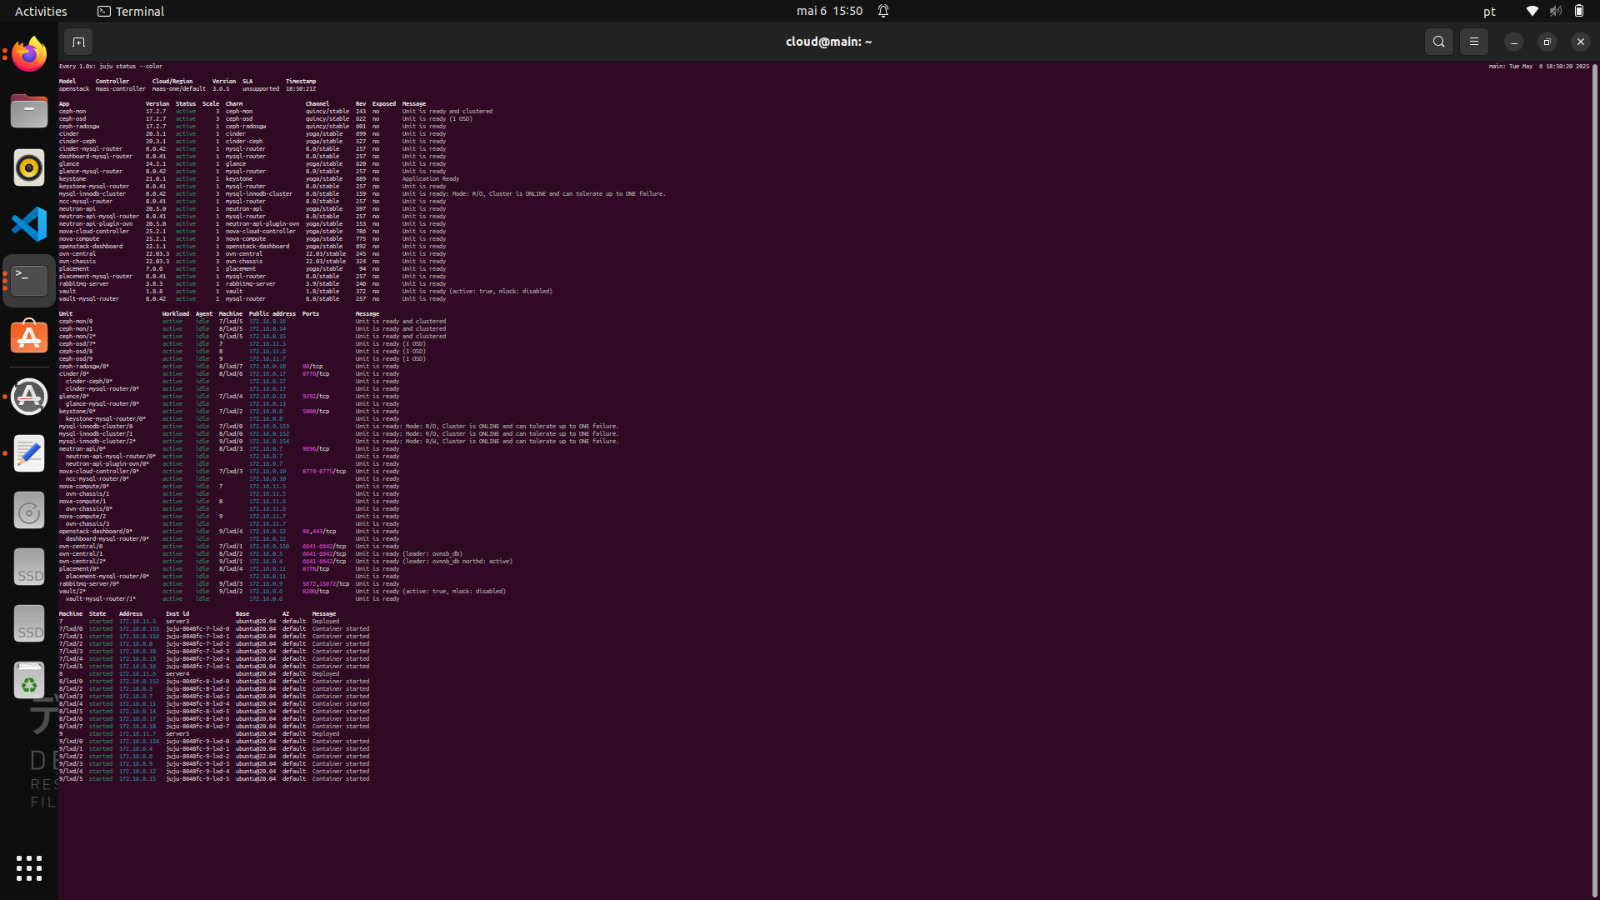 Activities
Terminal
mai 6 15:50
pt
cloud@main: ~
Every 1.0s: juju status --color
main: Tue May 6 18:50:20 2025
Model Controller Cloud/Region Version SLA Timestamp
openstack maas-controller maas-one/default 3.6.5 unsupported 18:50:21Z
App Version Status Scale Charm Channel Rev Exposed Message
ceph-mon 17.2.7 active 3 ceph-mon quincy/stable 243 no Unit is ready and clustered
ceph-osd 17.2.7 active 3 ceph-osd quincy/stable 622 no Unit is ready (1 OSD)
ceph-radosgw 17.2.7 active 1 ceph-radosgw quincy/stable 601 no Unit is ready
cinder 20.3.1 active 1 cinder yoga/stable 699 no Unit is ready
cinder-ceph 20.3.1 active 1 cinder-ceph yoga/stable 527 no Unit is ready
cinder-mysql-router 8.0.42 active 1 mysql-router 8.0/stable 257 no Unit is ready
dashboard-mysql-router 8.0.41 active 1 mysql-router 8.0/stable 257 no Unit is ready
glance 24.2.1 active 1 glance yoga/stable 620 no Unit is ready
glance-mysql-router 8.0.42 active 1 mysql-router 8.0/stable 257 no Unit is ready
keystone 21.0.1 active 1 keystone yoga/stable 689 no Application Ready
keystone-mysql-router 8.0.41 active 1 mysql-router 8.0/stable 257 no Unit is ready
mysql-innodb-cluster 8.0.42 active 3 mysql-innodb-cluster 8.0/stable 159 no Unit is ready: Mode: R/O, Cluster is ONLINE and can tolerate up to ONE failure.
ncc-mysql-router 8.0.41 active 1 mysql-router 8.0/stable 257 no Unit is ready
neutron-api 20.5.0 active 1 neutron-api yoga/stable 597 no Unit is ready
neutron-api-mysql-router 8.0.41 active 1 mysql-router 8.0/stable 257 no Unit is ready
neutron-api-plugin-ovn 20.5.0 active 1 neutron-api-plugin-ovn yoga/stable 153 no Unit is ready
nova-cloud-controller 25.2.1 active 1 nova-cloud-controller yoga/stable 786 no Unit is ready
nova-compute 25.2.1 active 3 nova-compute yoga/stable 775 no Unit is ready
openstack-dashboard 22.1.1 active 1 openstack-dashboard yoga/stable 692 no Unit is ready
ovn-central 22.03.3 active 3 ovn-central 22.03/stable 245 no Unit is ready
ovn-chassis 22.03.3 active 3 ovn-chassis 22.03/stable 324 no Unit is ready
placement 7.0.0 active 1 placement yoga/stable 94 no Unit is ready
placement-mysql-router 8.0.41 active 1 mysql-router 8.0/stable 257 no Unit is ready
rabbitmq-server 3.8.3 active 1 rabbitmq-server 3.9/stable 246 no Unit is ready
vault 1.8.8 active 1 vault 1.8/stable 372 no Unit is ready (active: true, mlock: disabled)
vault-mysql-router 8.0.42 active 1 mysql-router 8.0/stable 257 no Unit is ready
Unit Workload Agent Machine Public address Ports Message
ceph-mon/0 active idle 7/lxd/5 172.16.0.16 Unit is ready and clustered
ceph-mon/1 active idle 8/lxd/5 172.16.0.14 Unit is ready and clustered
ceph-mon/2* active idle 9/lxd/5 172.16.0.15 Unit is ready and clustered
ceph-osd/7* active idle 7 172.16.11.5 Unit is ready (1 OSD)
ceph-osd/8 active idle 8 172.16.11.6 Unit is ready (1 OSD)
ceph-osd/9 active idle 9 172.16.11.7 Unit is ready (1 OSD)
ceph-radosgw/0* active idle 8/lxd/7 172.16.0.18 80/tcp Unit is ready
cinder/0* active idle 8/lxd/6 172.16.0.17 8776/tcp Unit is ready
cinder-ceph/0* active idle 172.16.0.17 Unit is ready
cinder-mysql-router/0* active idle 172.16.0.17 Unit is ready
glance/0* active idle 7/lxd/4 172.16.0.13 9292/tcp Unit is ready
glance-mysql-router/0* active idle 172.16.0.13 Unit is ready
keystone/0* active idle 7/lxd/2 172.16.0.8 5000/tcp Unit is ready
keystone-mysql-router/0* active idle 172.16.0.8 Unit is ready
mysql-innodb-cluster/0 active idle 7/lxd/0 172.16.0.153 Unit is ready: Mode: R/O, Cluster is ONLINE and can tolerate up to ONE failure.
mysql-innodb-cluster/1 active idle 8/lxd/0 172.16.0.152 Unit is ready: Mode: R/O, Cluster is ONLINE and can tolerate up to ONE failure.
mysql-innodb-cluster/2* active idle 9/lxd/0 172.16.0.154 Unit is ready: Mode: R/W, Cluster is ONLINE and can tolerate up to ONE failure.
neutron-api/0* active idle 8/lxd/3 172.16.0.7 9696/tcp Unit is ready
neutron-api-mysql-router/0* active idle 172.16.0.7 Unit is ready
neutron-api-plugin-ovn/0* active idle 172.16.0.7 Unit is ready
nova-cloud-controller/0* active idle 7/lxd/3 172.16.0.10 8774-8775/tcp Unit is ready
ncc-mysql-router/0* active idle 172.16.0.10 Unit is ready
nova-compute/0* active idle 7 172.16.11.5 Unit is ready
ovn-chassis/1 active idle 172.16.11.5 Unit is ready
nova-compute/1 active idle 8 172.16.11.6 Unit is ready
ovn-chassis/0* active idle 172.16.11.6 Unit is ready
nova-compute/2 active idle 9 172.16.11.7 Unit is ready
ovn-chassis/3 active idle 172.16.11.7 Unit is ready
openstack-dashboard/0* active idle 9/lxd/4 172.16.0.12 80,443/tcp Unit is ready
dashboard-mysql-router/0* active idle 172.16.0.12 Unit is ready
ovn-central/0 active idle 7/lxd/1 172.16.0.156 6641-6642/tcp Unit is ready
ovn-central/1 active idle 8/lxd/2 172.16.0.5 6641-6642/tcp Unit is ready (leader: ovnsb_db)
ovn-central/2* active idle 9/lxd/1 172.16.0.4 6641-6642/tcp Unit is ready (leader: ovnnb_db northd: active)
placement/0* active idle 8/lxd/4 172.16.0.11 8778/tcp Unit is ready
placement-mysql-router/0* active idle 172.16.0.11 Unit is ready
rabbitmq-server/0* active idle 9/lxd/3 172.16.0.9 5672,15672/tcp Unit is ready
vault/2* active idle 9/lxd/2 172.16.0.6 8200/tcp Unit is ready (active: true, mlock: disabled)
vault-mysql-router/1* active idle 172.16.0.6 Unit is ready
Machine State Address Inst id Base AZ Message
7 started 172.16.11.5 server3 ubuntu@20.04 default Deployed
7/lxd/0 started 172.16.0.153 juju-8048fc-7-lxd-0 ubuntu@20.04 default Container started
7/lxd/1 started 172.16.0.156 juju-8048fc-7-lxd-1 ubuntu@20.04 default Container started
7/lxd/2 started 172.16.0.8 juju-8048fc-7-lxd-2 ubuntu@20.04 default Container started
7/lxd/3 started 172.16.0.10 juju-8048fc-7-lxd-3 ubuntu@20.04 default Container started
7/lxd/4 started 172.16.0.13 juju-8048fc-7-lxd-4 ubuntu@20.04 default Container started
7/lxd/5 started 172.16.0.16 juju-8048fc-7-lxd-5 ubuntu@20.04 default Container started
8 started 172.16.11.6 server4 ubuntu@20.04 default Deployed
8/lxd/0 started 172.16.0.152 juju-8048fc-8-lxd-0 ubuntu@20.04 default Container started
8/lxd/2 started 172.16.0.5 juju-8048fc-8-lxd-2 ubuntu@20.04 default Container started
8/lxd/3 started 172.16.0.7 juju-8048fc-8-lxd-3 ubuntu@20.04 default Container started
8/lxd/4 started 172.16.0.11 juju-8048fc-8-lxd-4 ubuntu@20.04 default Container started
8/lxd/5 started 172.16.0.14 juju-8048fc-8-lxd-5 ubuntu@20.04 default Container started
8/lxd/6 started 172.16.0.17 juju-8048fc-8-lxd-6 ubuntu@20.04 default Container started
8/lxd/7 started 172.16.0.18 juju-8048fc-8-lxd-7 ubuntu@20.04 default Container started
9 started 172.16.11.7 server5 ubuntu@20.04 default Deployed
9/lxd/0 started 172.16.0.154 juju-8048fc-9-lxd-0 ubuntu@20.04 default Container started
9/lxd/1 started 172.16.0.4 juju-8048fc-9-lxd-1 ubuntu@20.04 default Container started
9/lxd/2 started 172.16.0.6 juju-8048fc-9-lxd-2 ubuntu@22.04 default Container started
9/lxd/3 started 172.16.0.9 juju-8048fc-9-lxd-3 ubuntu@20.04 default Container started
9/lxd/4 started 172.16.0.12 juju-8048fc-9-lxd-4 ubuntu@20.04 default Container started
9/lxd/5 started 172.16.0.15 juju-8048fc-9-lxd-5 ubuntu@20.04 default Container started
SSD
SSD
デ
DE
RES
FIL